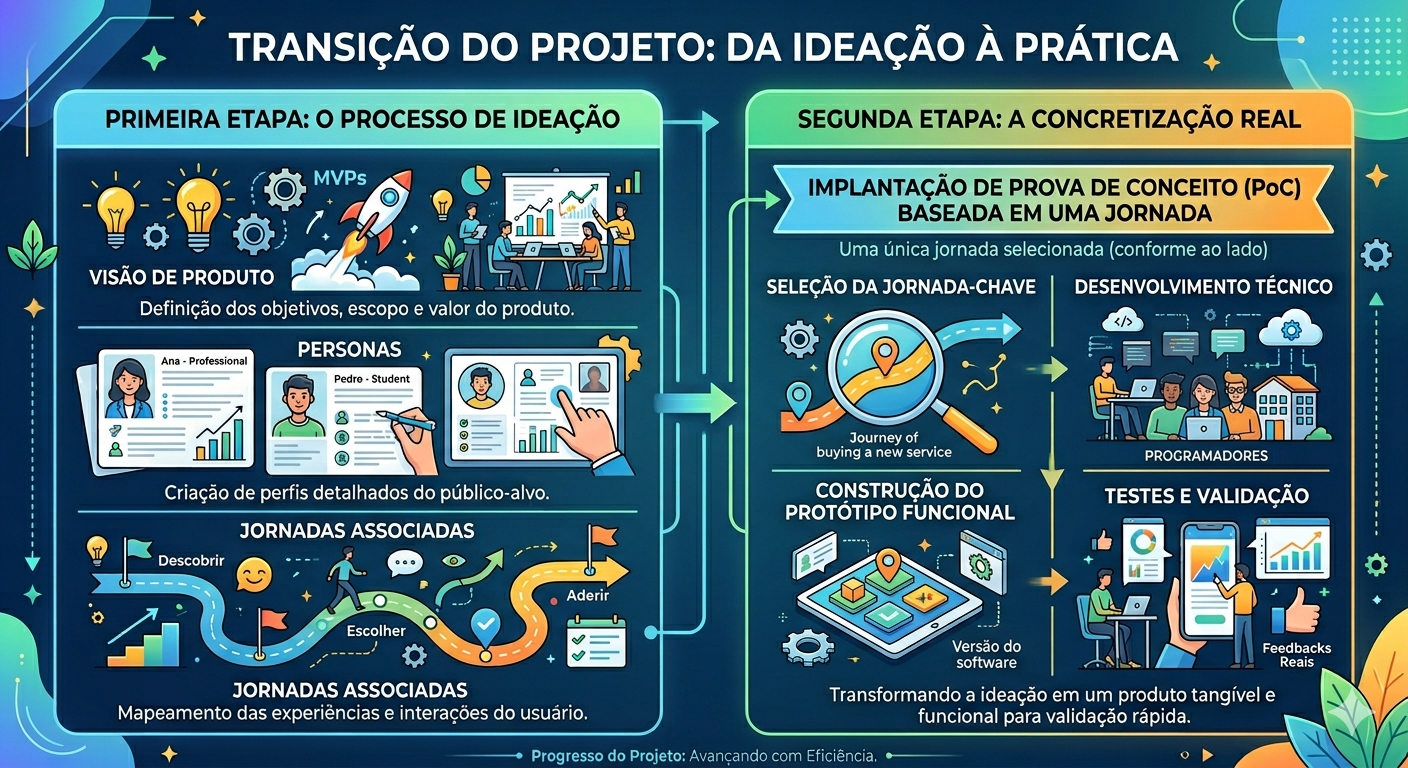 TRANSIÇÃO DO PROJETO: DA IDEAÇÃO À PRÁTICA
PRIMEIRA ETAPA: O PROCESSO DE IDEAÇÃO
MVPs
VISÃO DE PRODUTO
Definição dos objetivos, escopo e valor do produto.
PERSONAS
Ana - Professional
Pedro - Student
Criação de perfis detalhados do público-alvo.
JORNADAS ASSOCIADAS
Descobrir
Escolher
Aderir
JORNADAS ASSOCIADAS
Mapeamento das experiências e interações do usuário.
SEGUNDA ETAPA: A CONCRETIZAÇÃO REAL
IMPLANTAÇÃO DE PROVA DE CONCEITO (PoC)
BASEADA EM UMA JORNADA
Uma única jornada selecionada (conforme ao lado)
SELEÇÃO DA JORNADA-CHAVE
Journey of
buying a new service
DESENVOLVIMENTO TÉCNICO
</>
PROGRAMADORES
CONSTRUÇÃO DO
PROTÓTIPO FUNCIONAL
Versão do
software
TESTES E VALIDAÇÃO
Feedbacks
Reais
Transformando a ideação em um produto tangível e
funcional para validação rápida.
Progresso do Projeto: Avançando com Eficiência.